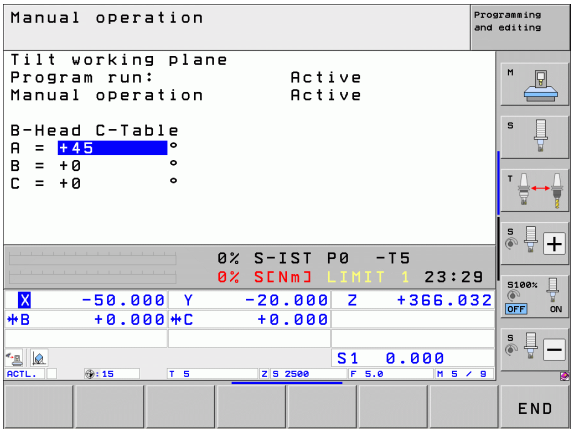 Manual operation
Programming
and editing
Tilt working plane
Program run: Active
Manual operation Active
B-Head C-Table
A = +45 °
B = +0 °
C = +0 °
0% S-IST P0 -T5
0% S[Nm] LIMIT 1 23:29
X -50.000 Y -20.000 Z +366.032
B +0.000 C +0.000
S1 0.000
ACTL. :15 T 5 Z S 2500 F 5.0 M 5 / 9
M
S
T
S
S100%
OFF ON
S
END